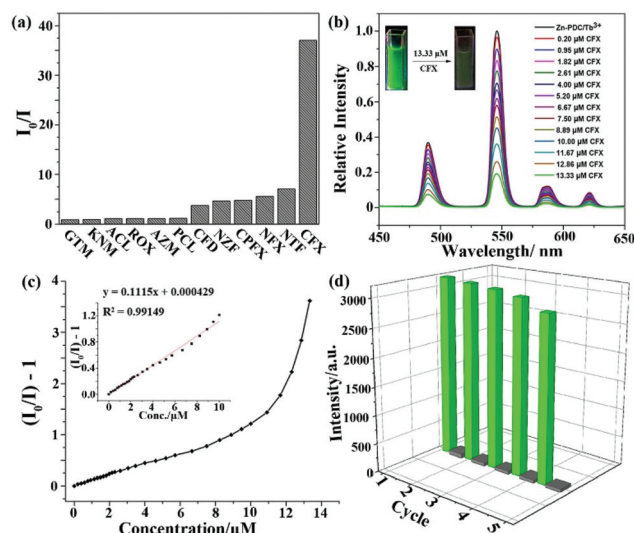 (a)
40
30
20
10
0
I₀/I
GTM KNM ACL ROX AZM PCL CFD NZF CPFX NFX NTF CFX
(b)
1.0
0.8
0.6
0.4
0.2
0.0
Relative Intensity
450 500 550 600 650
Wavelength/ nm
13.33 μM
CFX
Zn-PDC/Tb³⁺
0.20 μM CFX
0.95 μM CFX
1.82 μM CFX
2.61 μM CFX
4.00 μM CFX
5.20 μM CFX
6.67 μM CFX
7.50 μM CFX
8.89 μM CFX
10.00 μM CFX
11.67 μM CFX
12.86 μM CFX
13.33 μM CFX
(c)
4
3
2
1
0
(I₀/I) - 1
0 2 4 6 8 10 12 14
Concentration/μM
y = 0.1115x + 0.000429
R² = 0.99149
1.2
0.8
0.4
0.0
(I₀/I) - 1
0 2 4 6 8 10
Conc./μM
(d)
3000
2500
2000
1500
1000
500
0
Intensity/a.u.
1 2 3 4 5
Cycle